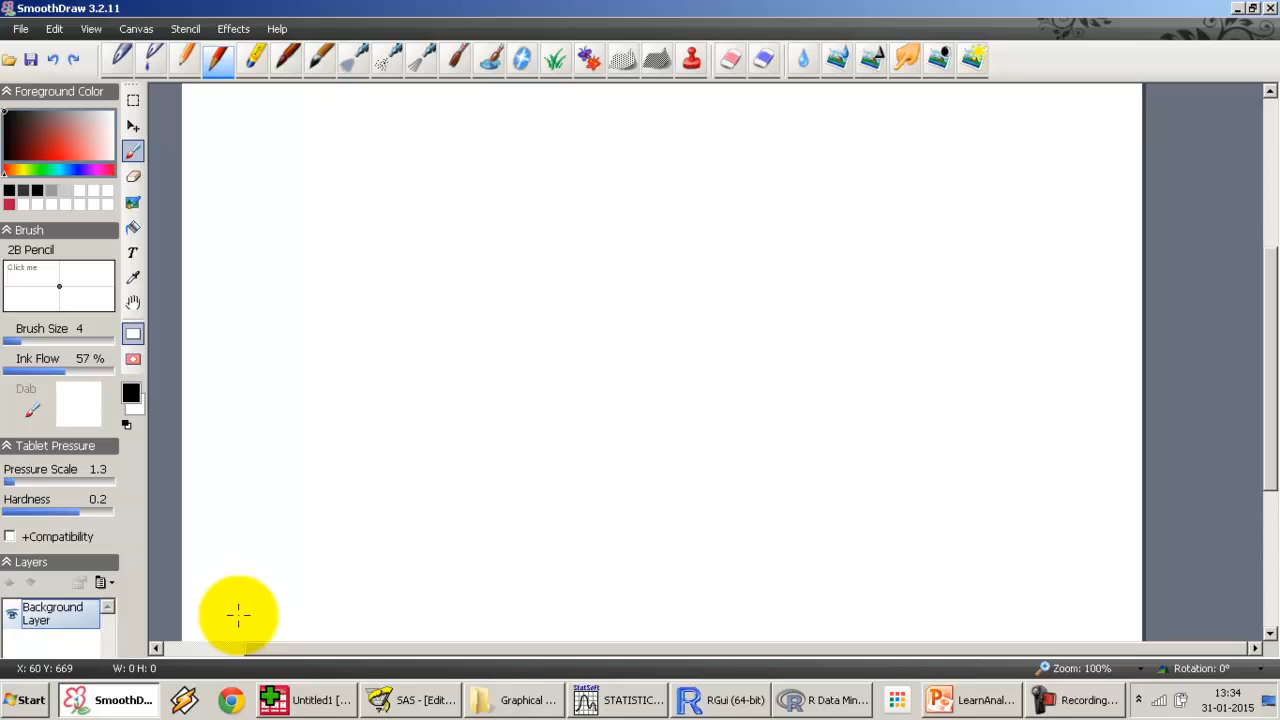 SmoothDraw 3.2.11
File Edit View Canvas Stencil Effects Help
Foreground Color
Brush
2B Pencil
Click me
Brush Size 4
Ink Flow 57 %
Dab
Tablet Pressure
Pressure Scale 1.3
Hardness 0.2
+Compatibility
Layers
Background
Layer
T
X: 60 Y: 669 W: 0 H: 0 Zoom: 100% Rotation: 0°
Start SmoothD... Untitled1 [... SAS - [Edit... Graphical ... StatSoft STATISTIC... RGui (64-bit) R Data Min... LearnAnal... Recording... 13:34
31-01-2015